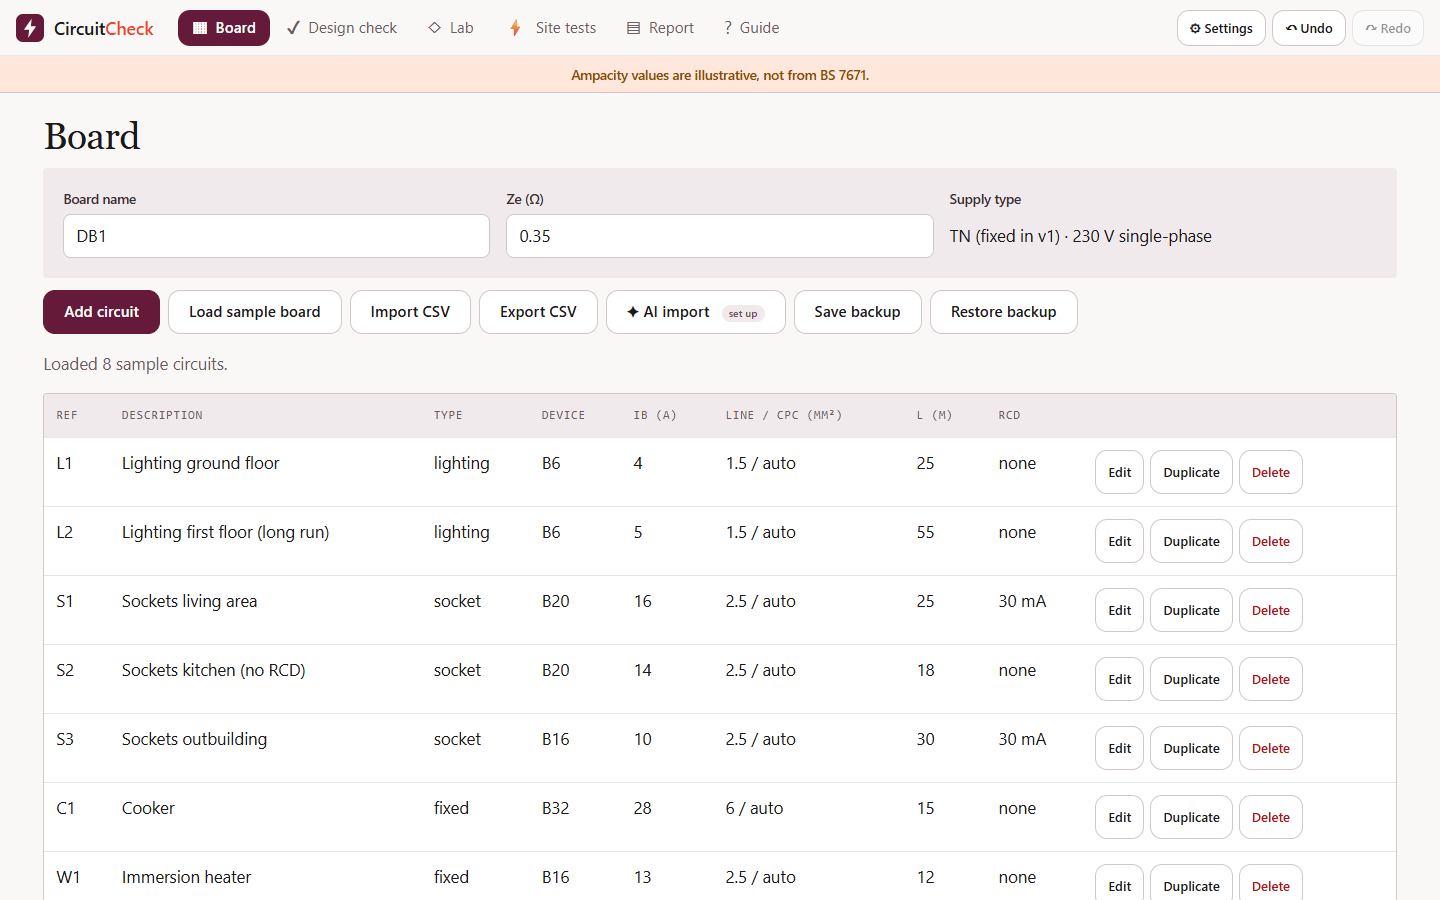 CircuitCheck Board Design check Lab Site tests Report ? Guide Settings Undo Redo
Ampacity values are illustrative, not from BS 7671.
Board
Board name Ze (Ω) Supply type
DB1 0.35 TN (fixed in v1) · 230 V single-phase
Add circuit Load sample board Import CSV Export CSV AI import set up Save backup Restore backup
Loaded 8 sample circuits.
REF DESCRIPTION TYPE DEVICE IB (A) LINE / CPC (MM²) L (M) RCD
L1 Lighting ground floor lighting B6 4 1.5 / auto 25 none Edit Duplicate Delete
L2 Lighting first floor (long run) lighting B6 5 1.5 / auto 55 none Edit Duplicate Delete
S1 Sockets living area socket B20 16 2.5 / auto 25 30 mA Edit Duplicate Delete
S2 Sockets kitchen (no RCD) socket B20 14 2.5 / auto 18 none Edit Duplicate Delete
S3 Sockets outbuilding socket B16 10 2.5 / auto 30 30 mA Edit Duplicate Delete
C1 Cooker fixed B32 28 6 / auto 15 none Edit Duplicate Delete
W1 Immersion heater fixed B16 13 2.5 / auto 12 none Edit Duplicate Delete